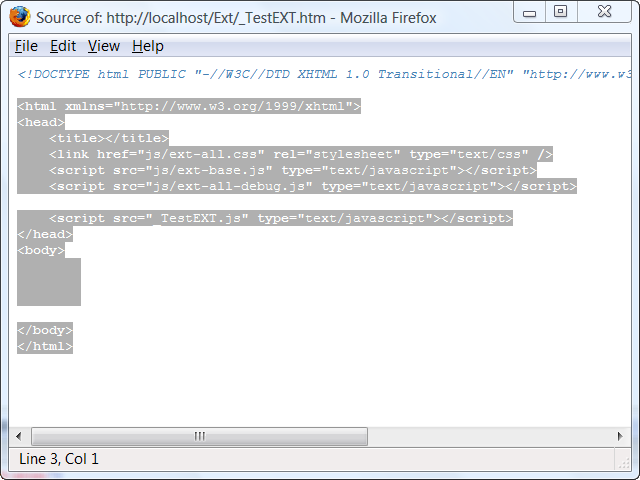 Source of: http://localhost/Ext/_TestEXT.htm - Mozilla Firefox
File Edit View Help
<!DOCTYPE html PUBLIC "-//W3C//DTD XHTML 1.0 Transitional//EN" "http://www.w3
<html xmlns="http://www.w3.org/1999/xhtml">
<head>
<title></title>
<link href="js/ext-all.css" rel="stylesheet" type="text/css" />
<script src="js/ext-base.js" type="text/javascript"></script>
<script src="js/ext-all-debug.js" type="text/javascript"></script>
<script src="_TestEXT.js" type="text/javascript"></script>
</head>
<body>
</body>
</html>
Line 3, Col 1